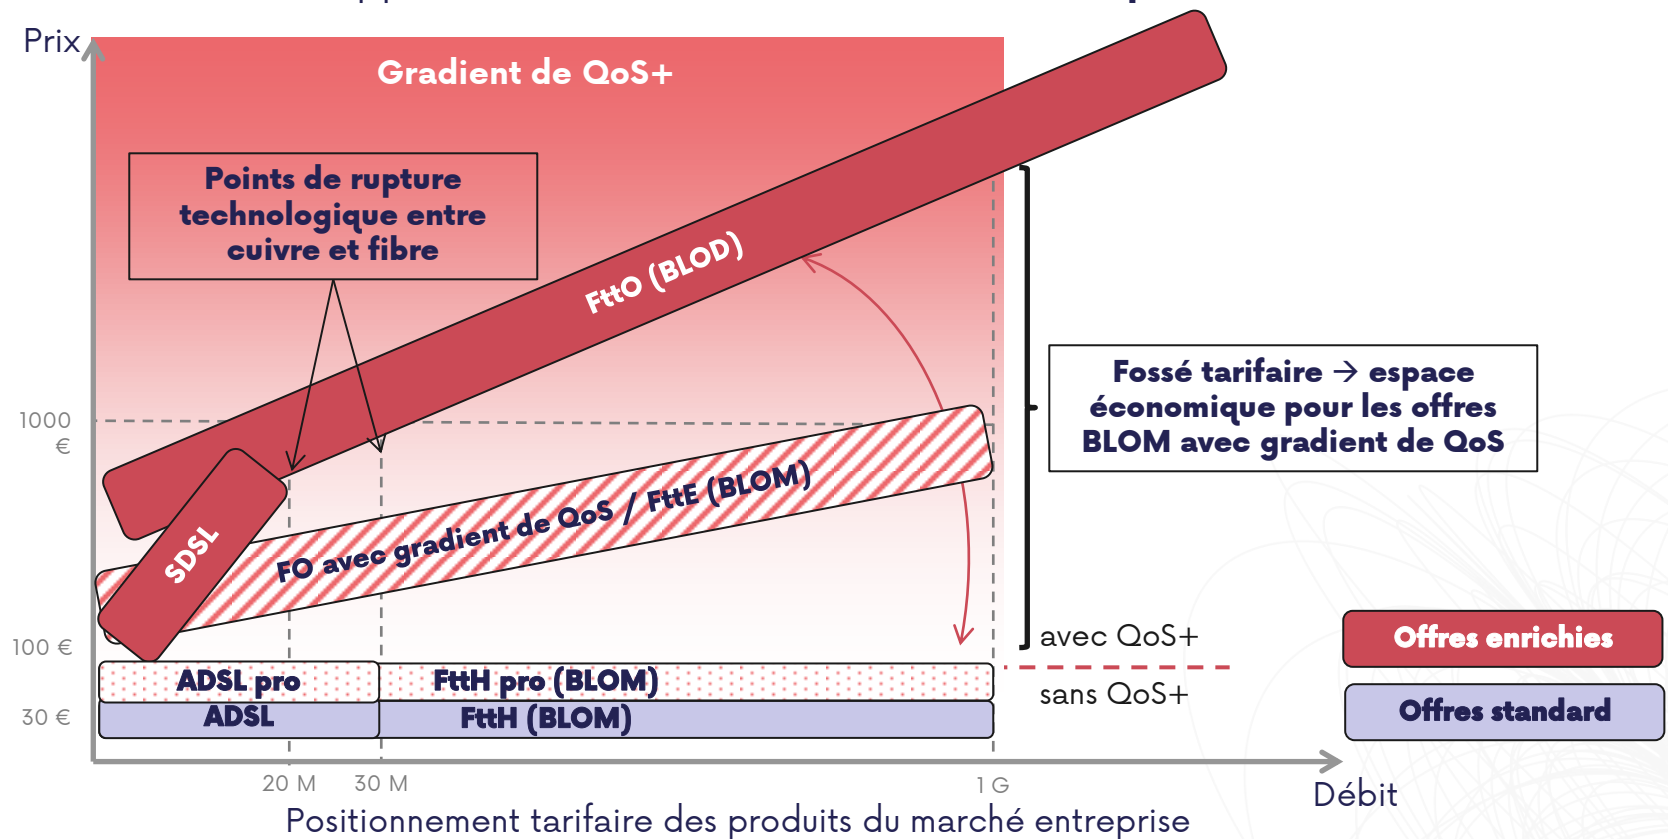 Prix
Gradient de QoS+
Points de rupture
technologique entre
cuivre et fibre
FttO (BLOD)
1000
€
Fossé tarifaire → espace
économique pour les offres
BLOM avec gradient de QoS
SDSL
FO avec gradient de QoS / FttE (BLOM)
100 €
avec QoS+
Offres enrichies
ADSL pro
FttH pro (BLOM)
sans QoS+
30 €
ADSL
FttH (BLOM)
Offres standard
20 M
30 M
1 G
Débit
Positionnement tarifaire des produits du marché entreprise